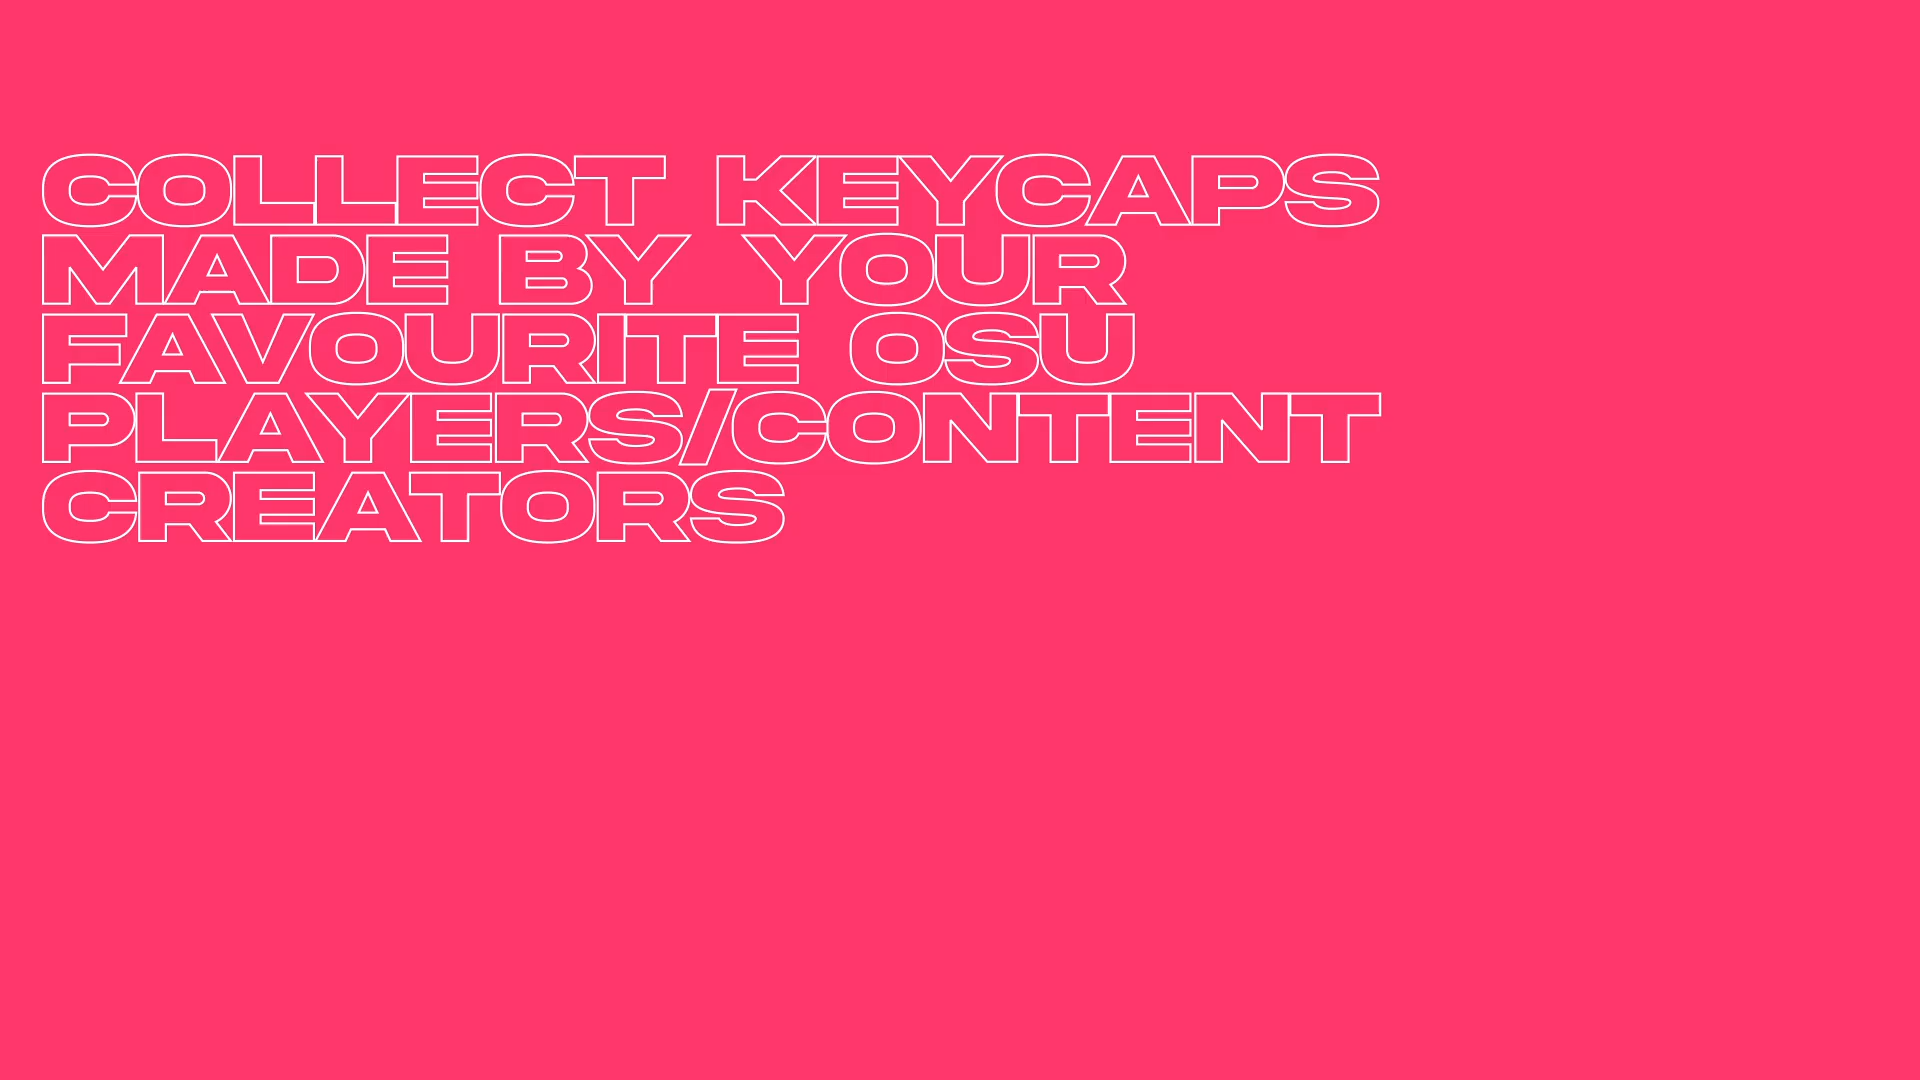 COLLECT KEYCAPS
MADE BY YOUR
FAVOURITE OSU
PLAYERS/CONTENT
CREATORS